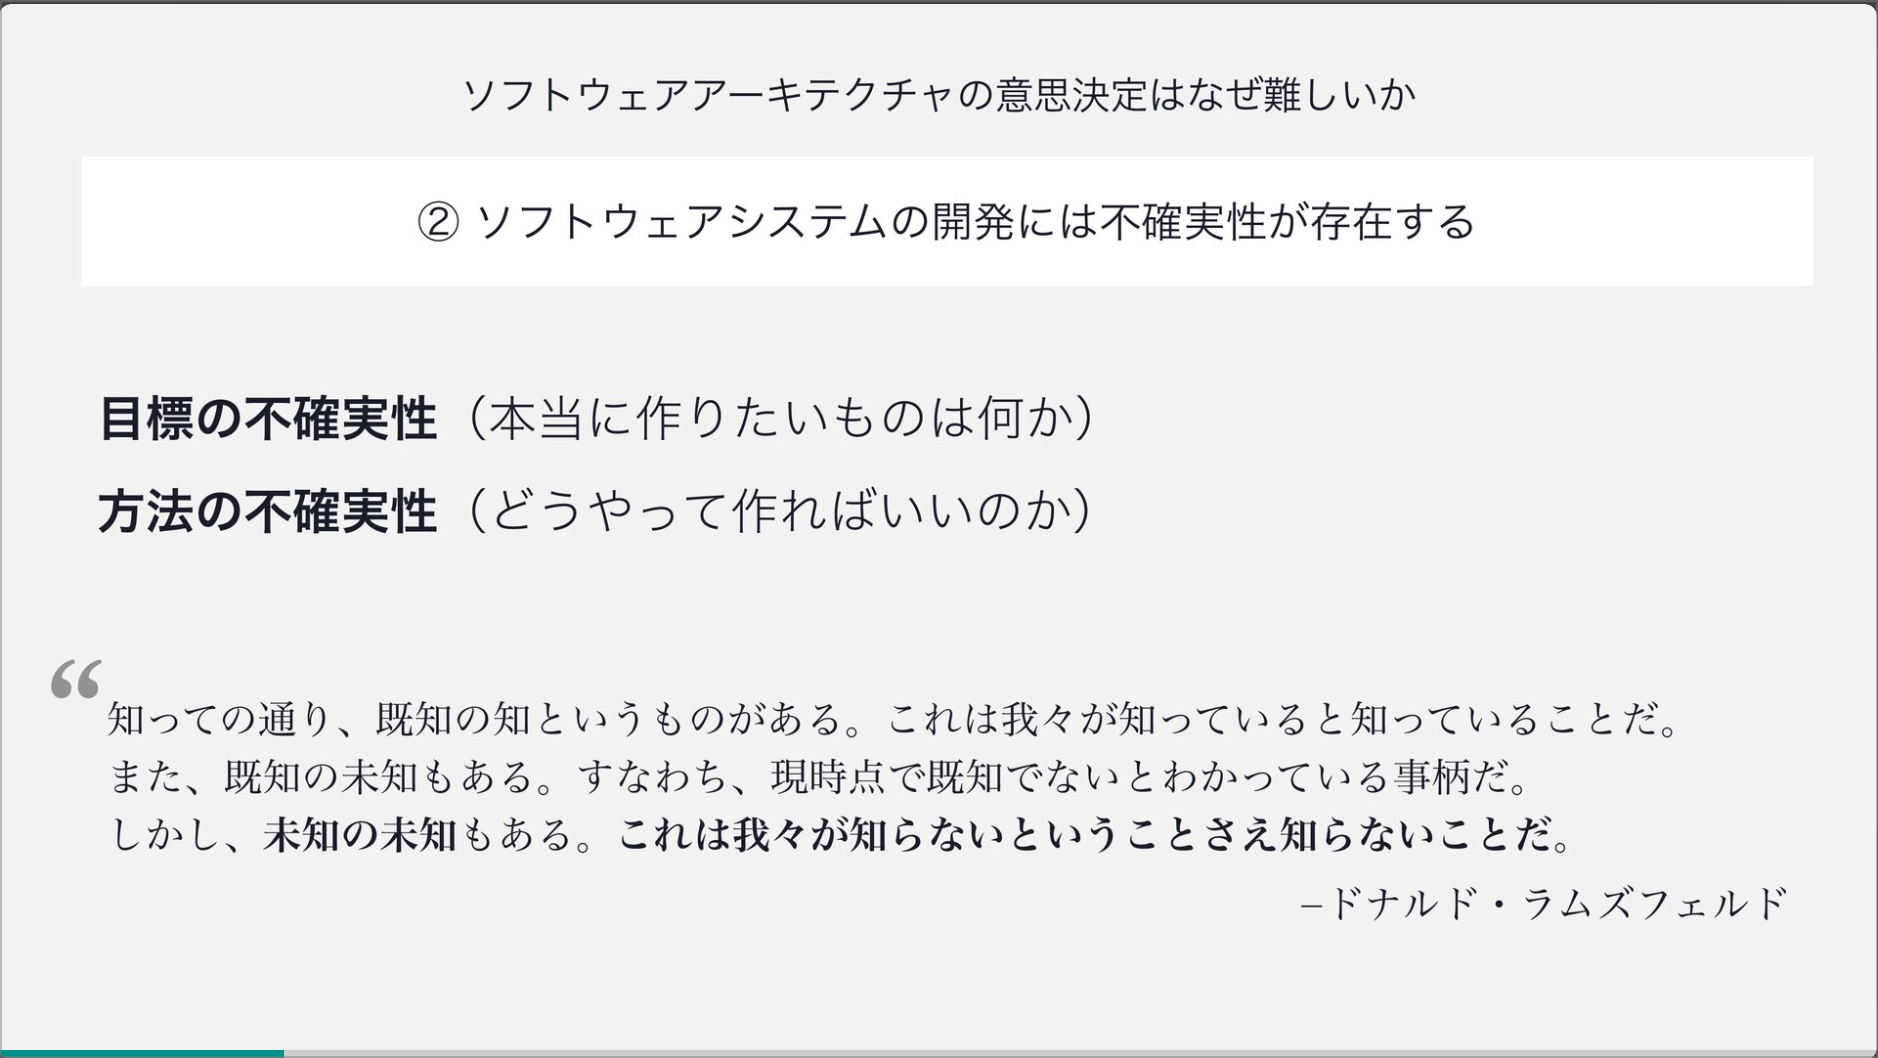 ソフトウェアアーキテクチャの意思決定はなぜ難しいか
② ソフトウェアシステムの開発には不確実性が存在する
目標の不確実性（本当に作りたいものは何か）
方法の不確実性（どうやって作ればいいのか）
“
知っての通り、既知の知というものがある。これは我々が知っていると知っていることだ。
また、既知の未知もある。すなわち、現時点で既知でないとわかっている事柄だ。
しかし、未知の未知もある。これは我々が知らないということさえ知らないことだ。
–ドナルド・ラムズフェルド